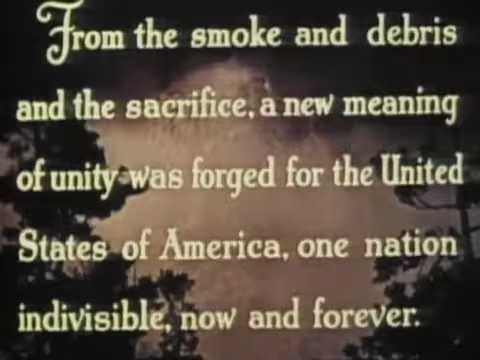 From the smoke and debris
and the sacrifice, a new meaning
of unity was forged for the United
States of America, one nation
indivisible, now and forever.